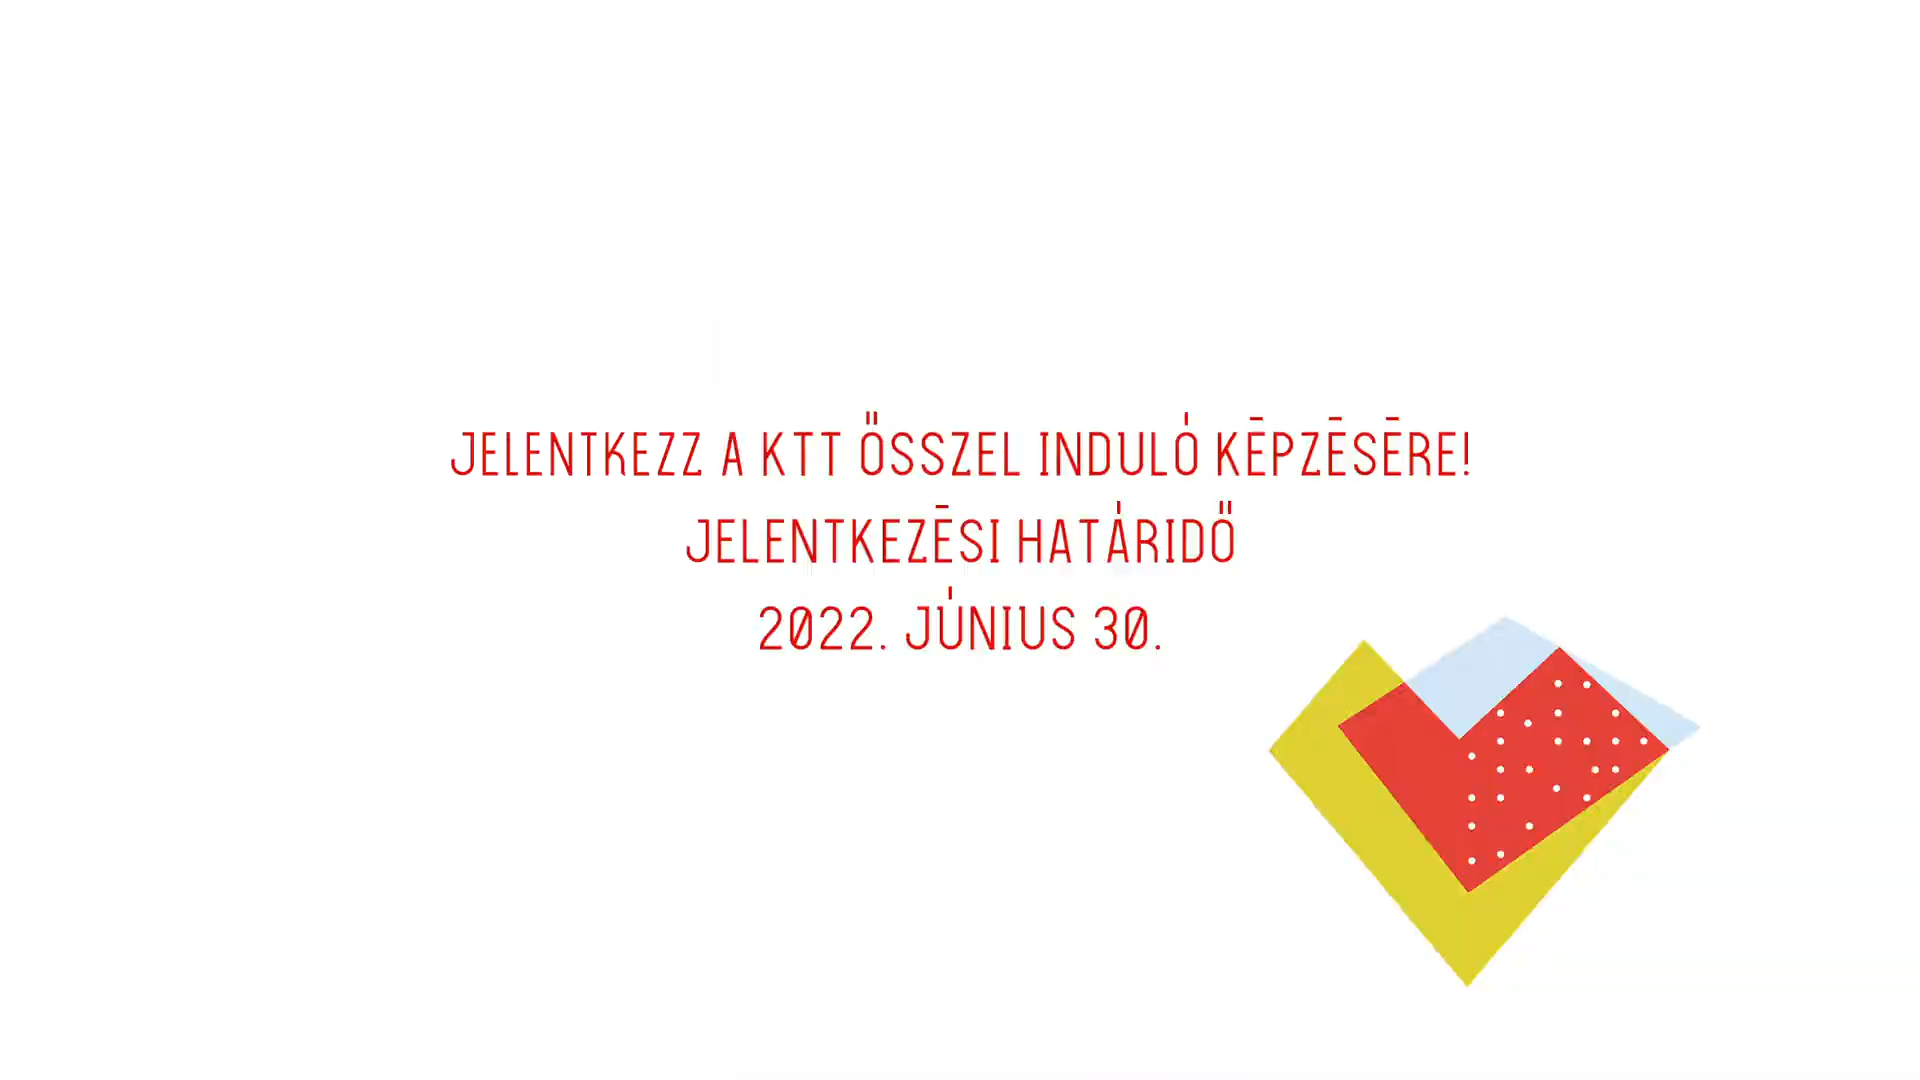 JELENTKEZZ A KTT ŐSSZEL INDULÓ KÉPZÉSÉRE!
JELENTKEZÉSI HATÁRIDŐ
2022. JÚNIUS 30.